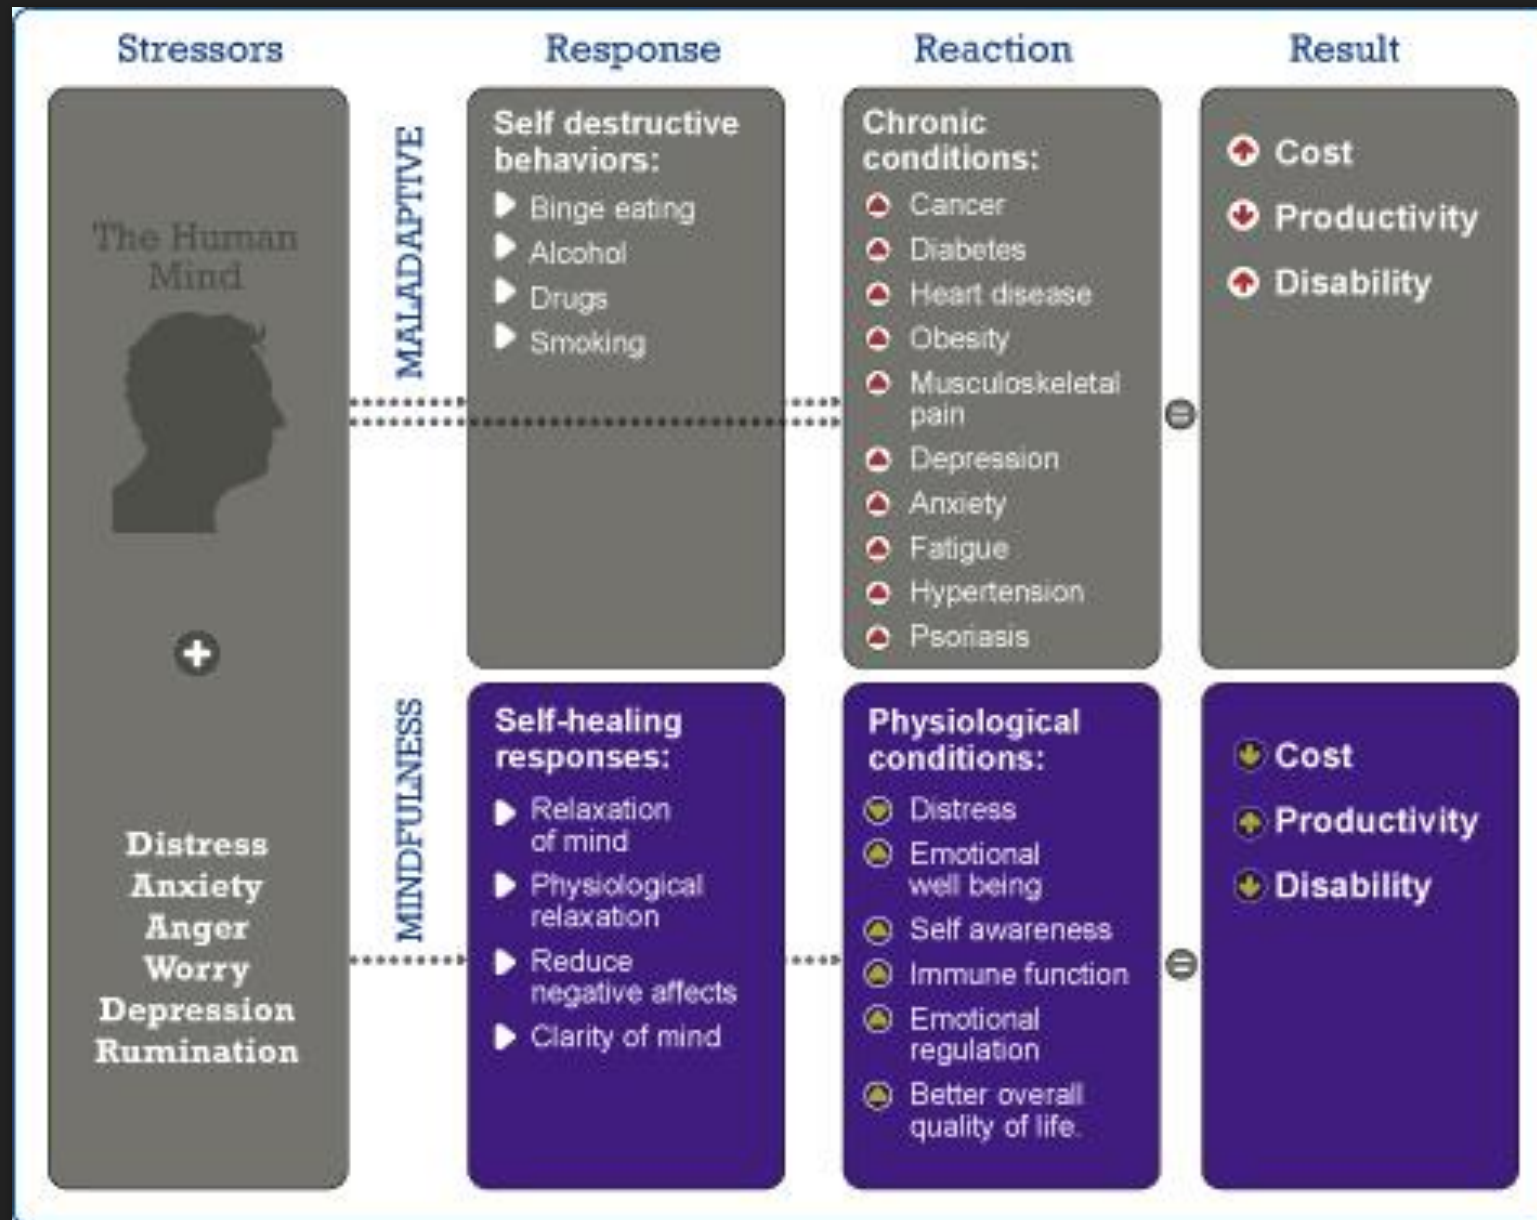 Stressors
Response
Reaction
Result
The Human
Mind
Distress
Anxiety
Anger
Worry
Depression
Rumination
MALADAPTIVE
Self destructive
behaviors:
Binge eating
Alcohol
Drugs
Smoking
Chronic
conditions:
Cancer
Diabetes
Heart disease
Obesity
Musculoskeletal
pain
Depression
Anxiety
Fatigue
Hypertension
Psoriasis
Cost
Productivity
Disability
MINDFULNESS
Self-healing
responses:
Relaxation
of mind
Physiological
relaxation
Reduce
negative affects
Clarity of mind
Physiological
conditions:
Distress
Emotional
well being
Self awareness
Immune function
Emotional
regulation
Better overall
quality of life.
Cost
Productivity
Disability